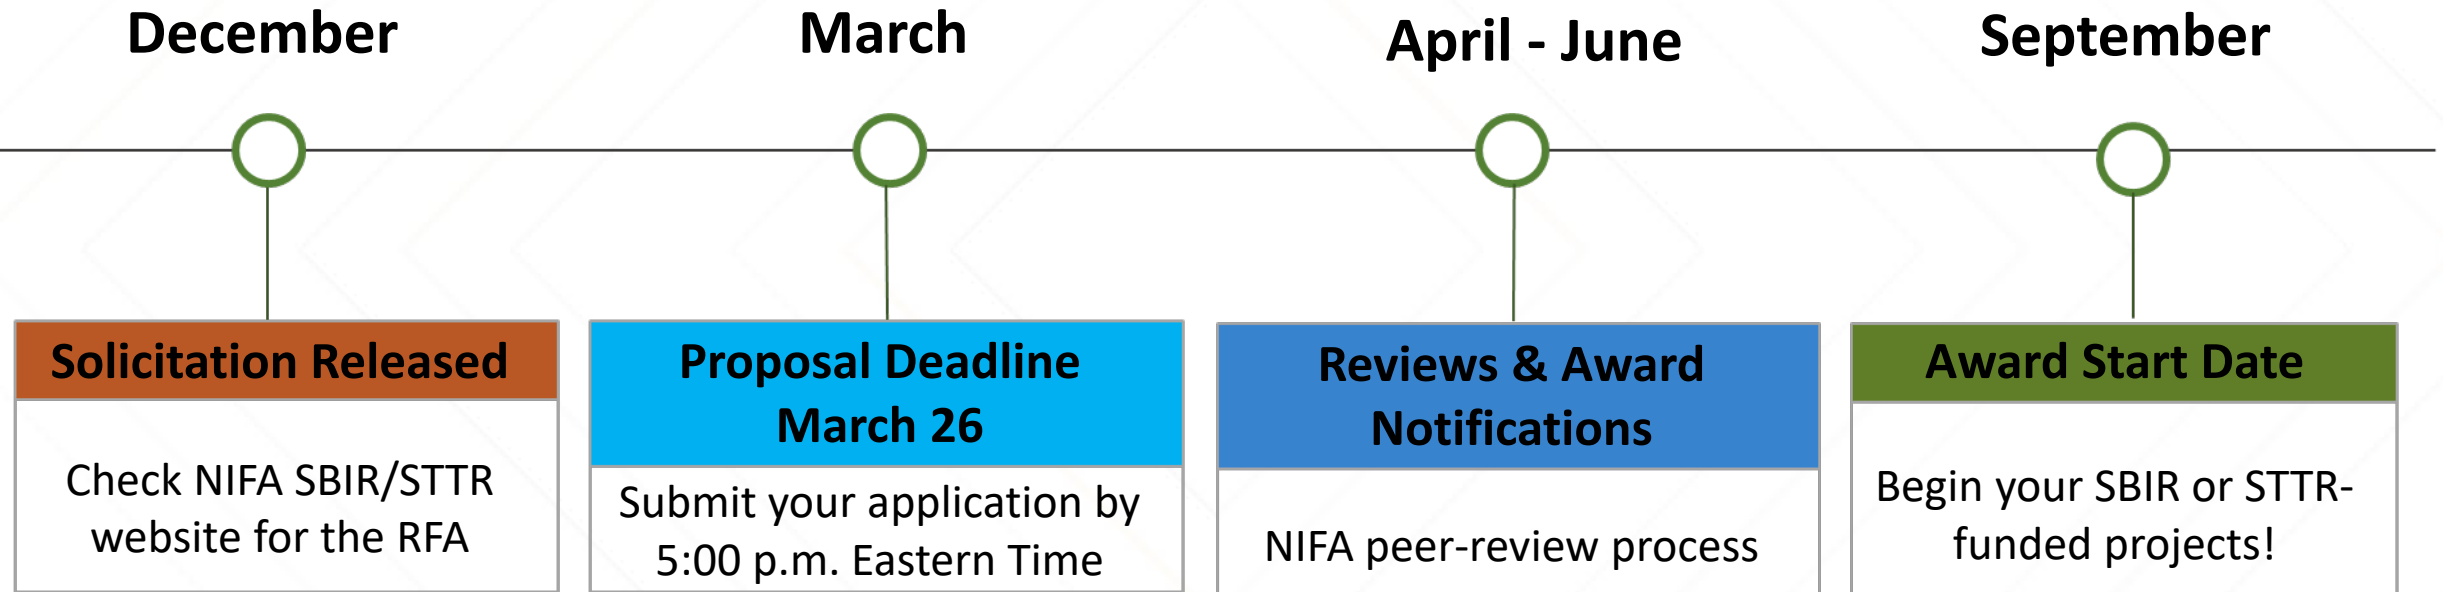 December
March
April - June
September
Solicitation Released
Check NIFA SBIR/STTR
website for the RFA
Proposal Deadline
March 26
Submit your application by
5:00 p.m. Eastern Time
Reviews & Award
Notifications
NIFA peer-review process
Award Start Date
Begin your SBIR or STTR-
funded projects!